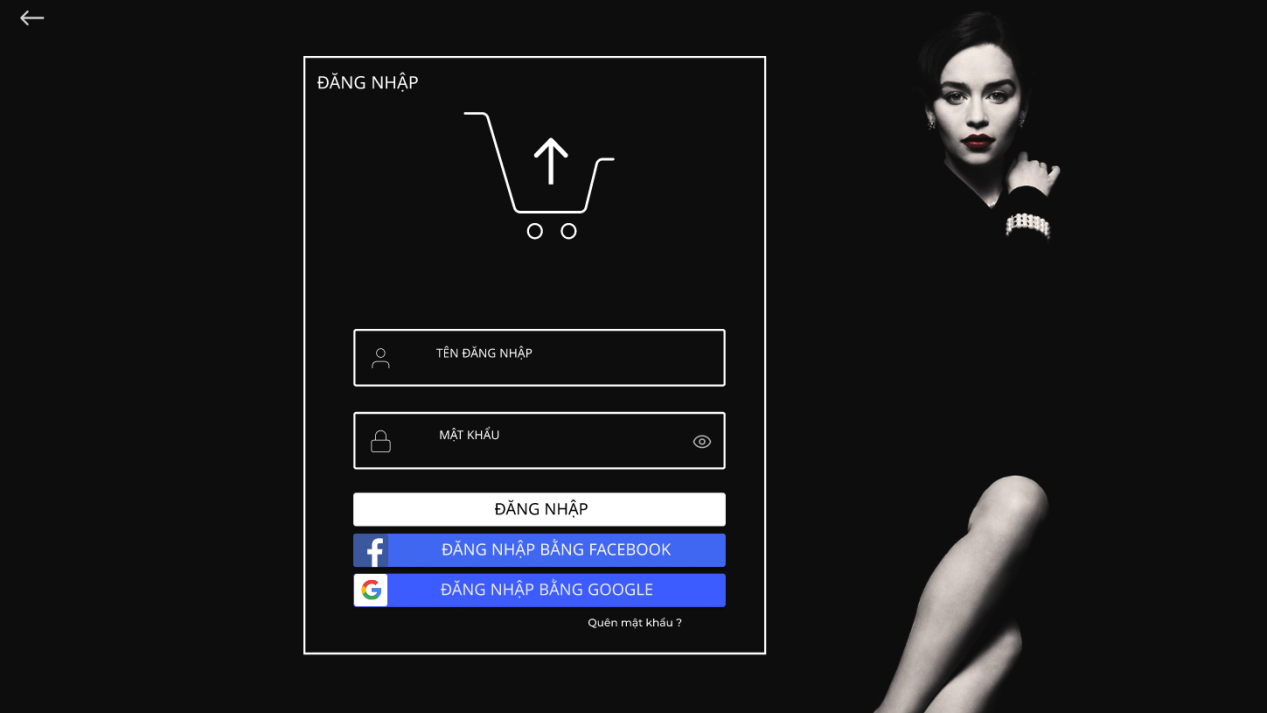 ĐĂNG NHẬP
TÊN ĐĂNG NHẬP
MẬT KHẨU
ĐĂNG NHẬP
ĐĂNG NHẬP BẰNG FACEBOOK
ĐĂNG NHẬP BẰNG GOOGLE
Quên mật khẩu ?